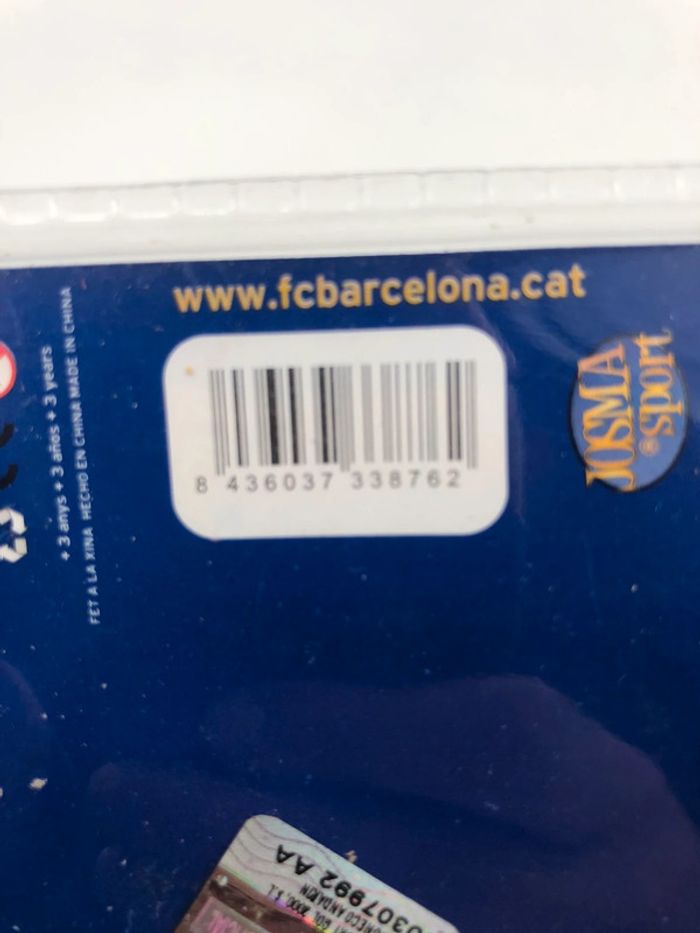 www.fcbarcelona.cat
8 436037 338762
JOSMA
®sport
+ 3 anys + 3 años + 3 years
FET A LA XINA HECHO EN CHINA MADE IN CHINA
0307992 AA